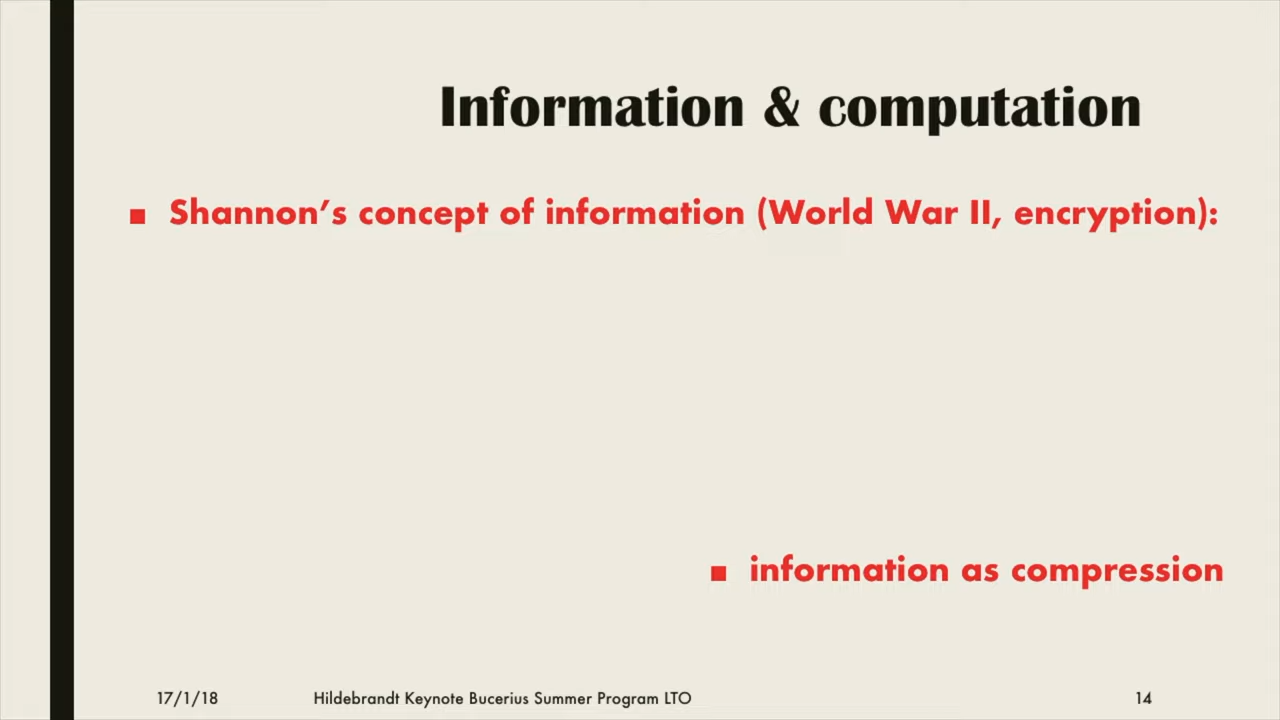 Information & computation
▪ Shannon's concept of information (World War II, encryption):
▪ information as compression
17/1/18 Hildebrandt Keynote Bucerius Summer Program LTO 14